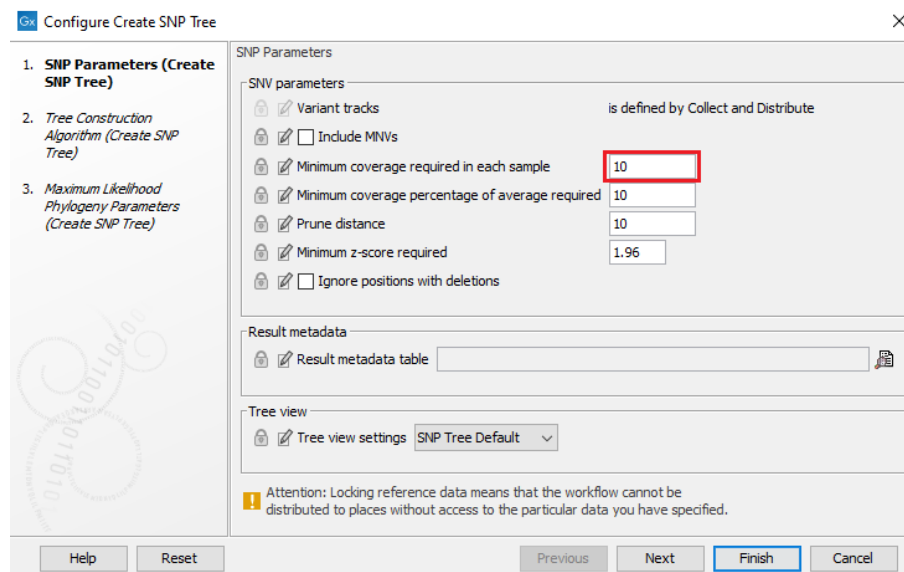 Gx Configure Create SNP Tree
1. SNP Parameters (Create
SNP Tree)
2. Tree Construction
Algorithm (Create SNP
Tree)
3. Maximum Likelihood
Phylogeny Parameters
(Create SNP Tree)
SNP Parameters
SNV parameters
Variant tracks is defined by Collect and Distribute
Include MNVs
Minimum coverage required in each sample 10
Minimum coverage percentage of average required 10
Prune distance 10
Minimum z-score required 1.96
Ignore positions with deletions
Result metadata
Result metadata table
Tree view
Tree view settings SNP Tree Default
Attention: Locking reference data means that the workflow cannot be
distributed to places without access to the particular data you have specified.
Help Reset Previous Next Finish Cancel